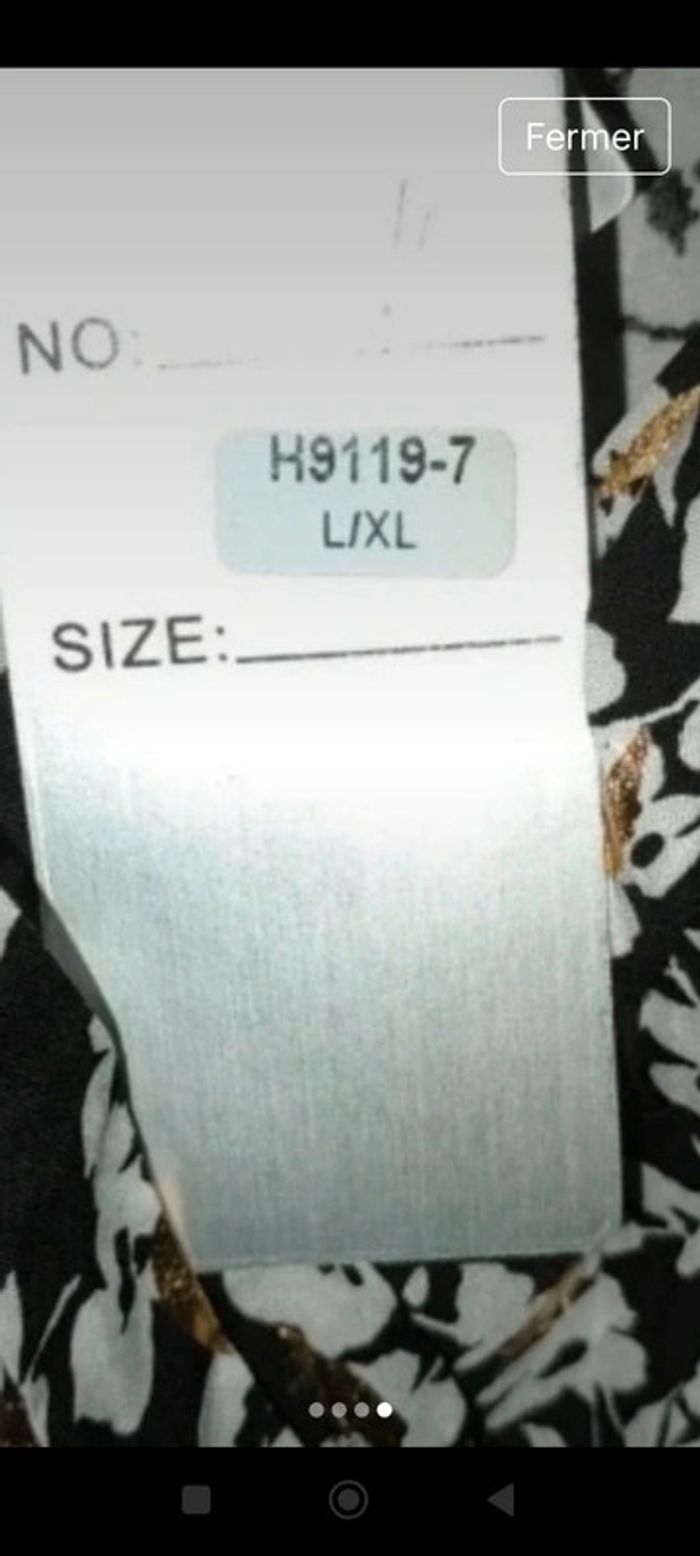 Fermer
NO:
H9119-7
L/XL
SIZE: